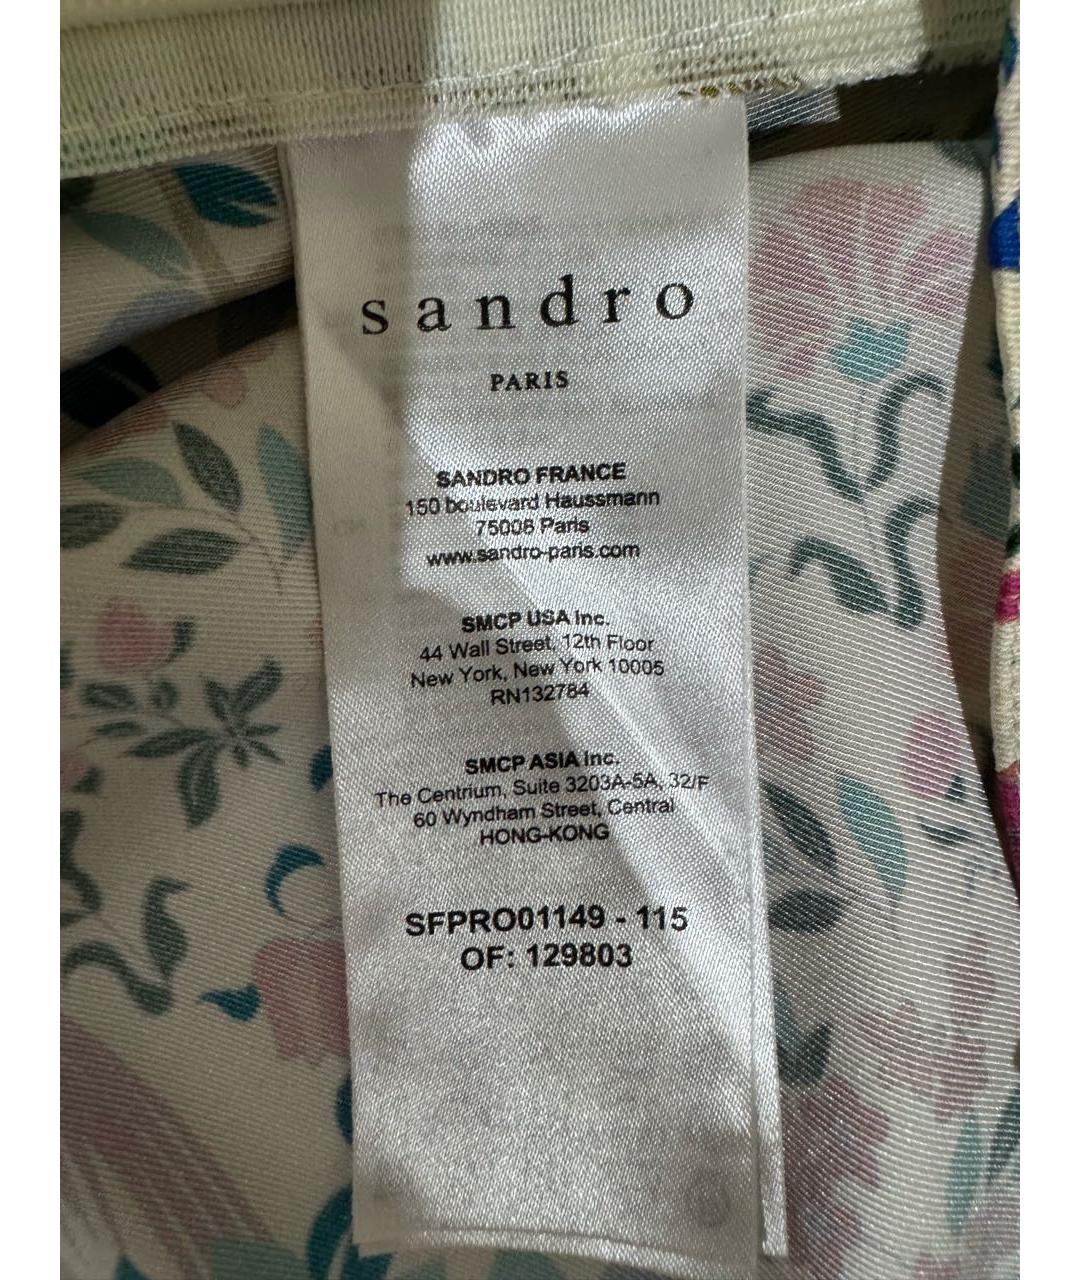 sandro
PARIS
SANDRO FRANCE
150 boulevard Haussmann
75008 Paris
www.sandro-paris.com
SMCP USA Inc.
44 Wall Street, 12th Floor
New York, New York 10005
RN132784
SMCP ASIA Inc.
The Centrium, Suite 3203A-5A, 32/F
60 Wyndham Street, Central
HONG-KONG
SFPRO01149 - 115
OF: 129803